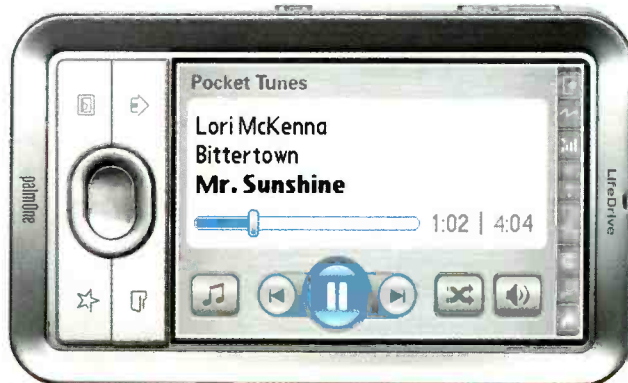 palmOne
Pocket Tunes
Lori McKenna
Bittertown
Mr. Sunshine
1:02 | 4:04
LifeDrive